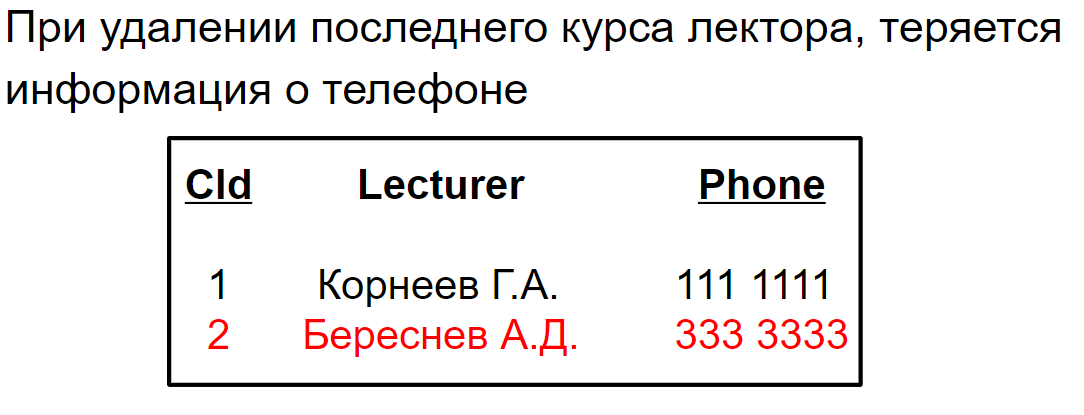 При удалении последнего курса лектора, теряется
информация о телефоне
CId Lecturer Phone
1 Корнеев Г.А. 111 1111
2 Береснев А.Д. 333 3333